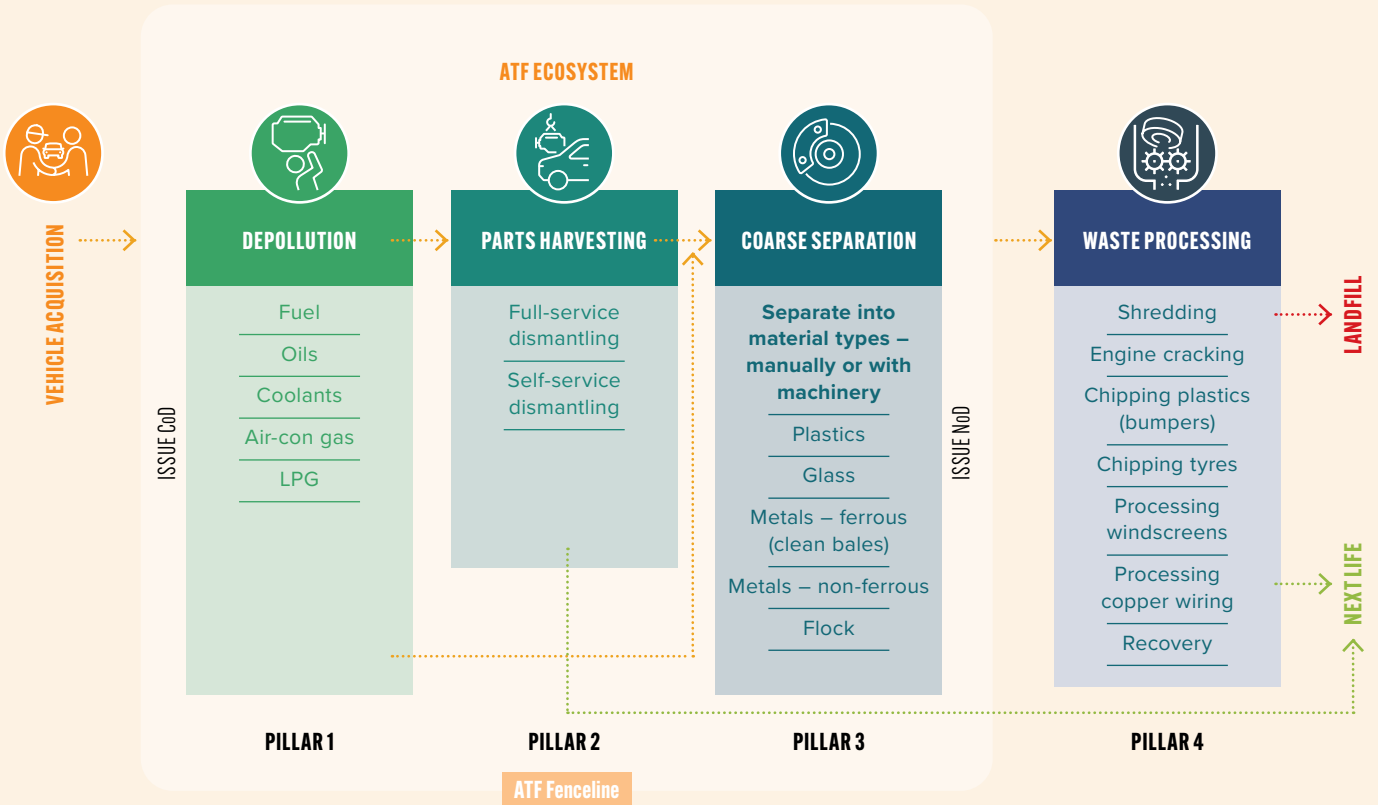 ATF ECOSYSTEM
VEHICLE ACQUISITION
ISSUE CoD
DEPOLLUTION
Fuel
Oils
Coolants
Air-con gas
LPG
PILLAR 1
PARTS HARVESTING
Full-service
dismantling
Self-service
dismantling
PILLAR 2
COARSE SEPARATION
Separate into
material types –
manually or with
machinery
Plastics
Glass
Metals – ferrous
(clean bales)
Metals – non-ferrous
Flock
PILLAR 3
ISSUE NoD
WASTE PROCESSING
Shredding
Engine cracking
Chipping plastics
(bumpers)
Chipping tyres
Processing
windscreens
Processing
copper wiring
Recovery
PILLAR 4
LANDFILL
NEXT LIFE
ATF Fenceline